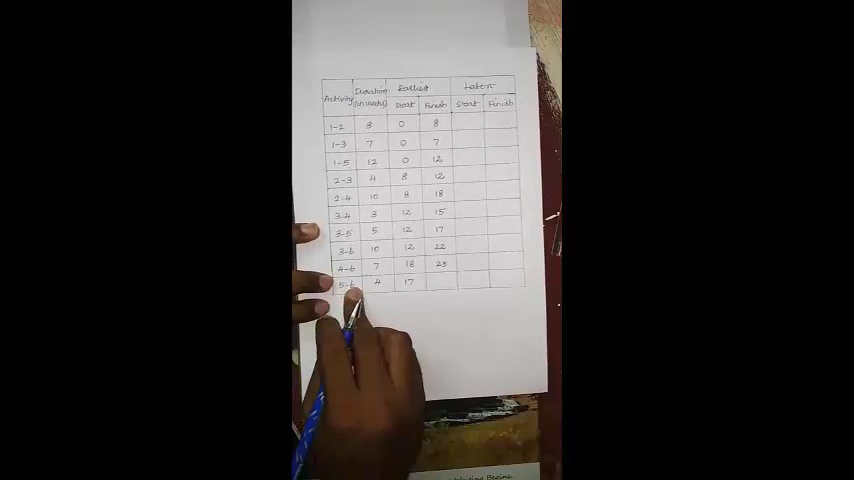 Activity Duration (in weeks) Earliest Latest
Start Finish Start Finish
1-2 8 0 8
1-3 7 0 7
1-5 12 0 12
2-3 4 8 12
2-4 10 8 18
3-4 3 12 15
3-5 5 12 17
3-6 10 12 22
4-6 7 18 25
5-6 4 17
Begins